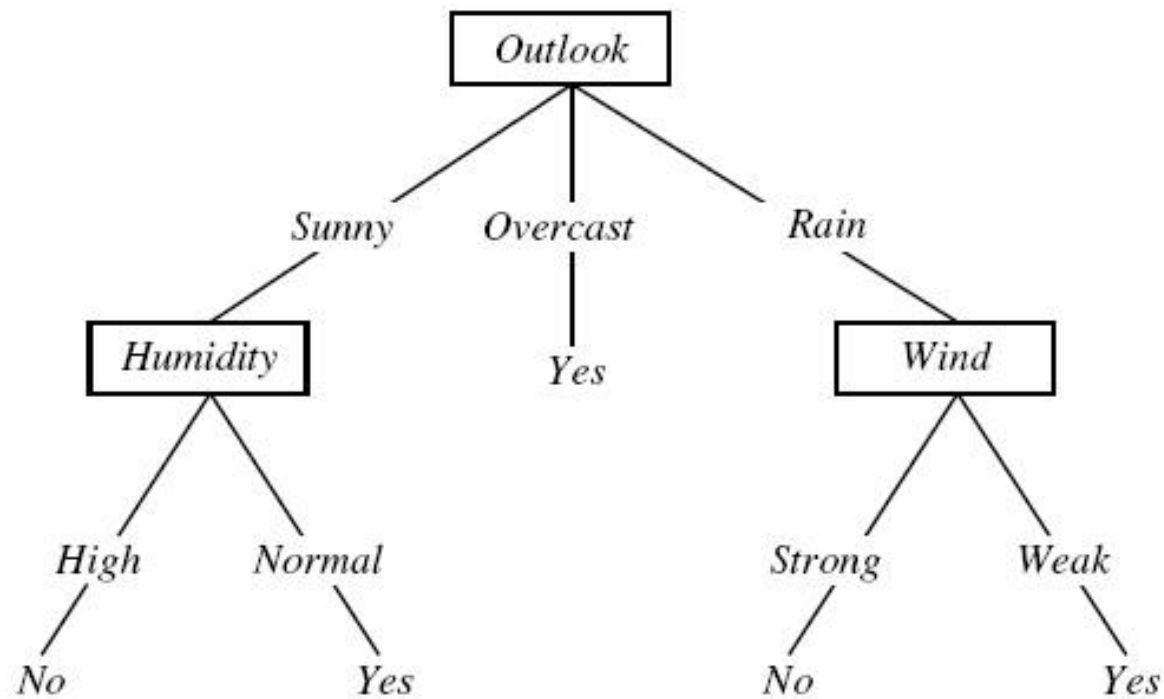 Outlook
Sunny Overcast Rain
Humidity Yes Wind
High Normal Strong Weak
No Yes No Yes